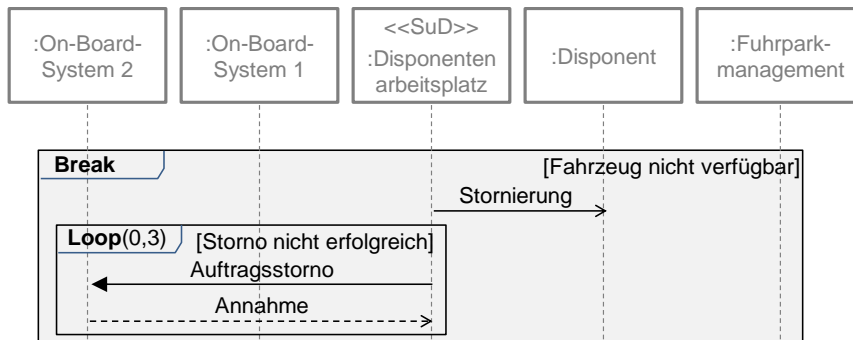 :On-Board-
System 2
:On-Board-
System 1
<<SuD>>
:Disponenten
arbeitsplatz
:Disponent
:Fuhrpark-
management
Break
[Fahrzeug nicht verfügbar]
Stornierung
Loop(0,3)
[Storno nicht erfolgreich]
Auftragsstorno
Annahme